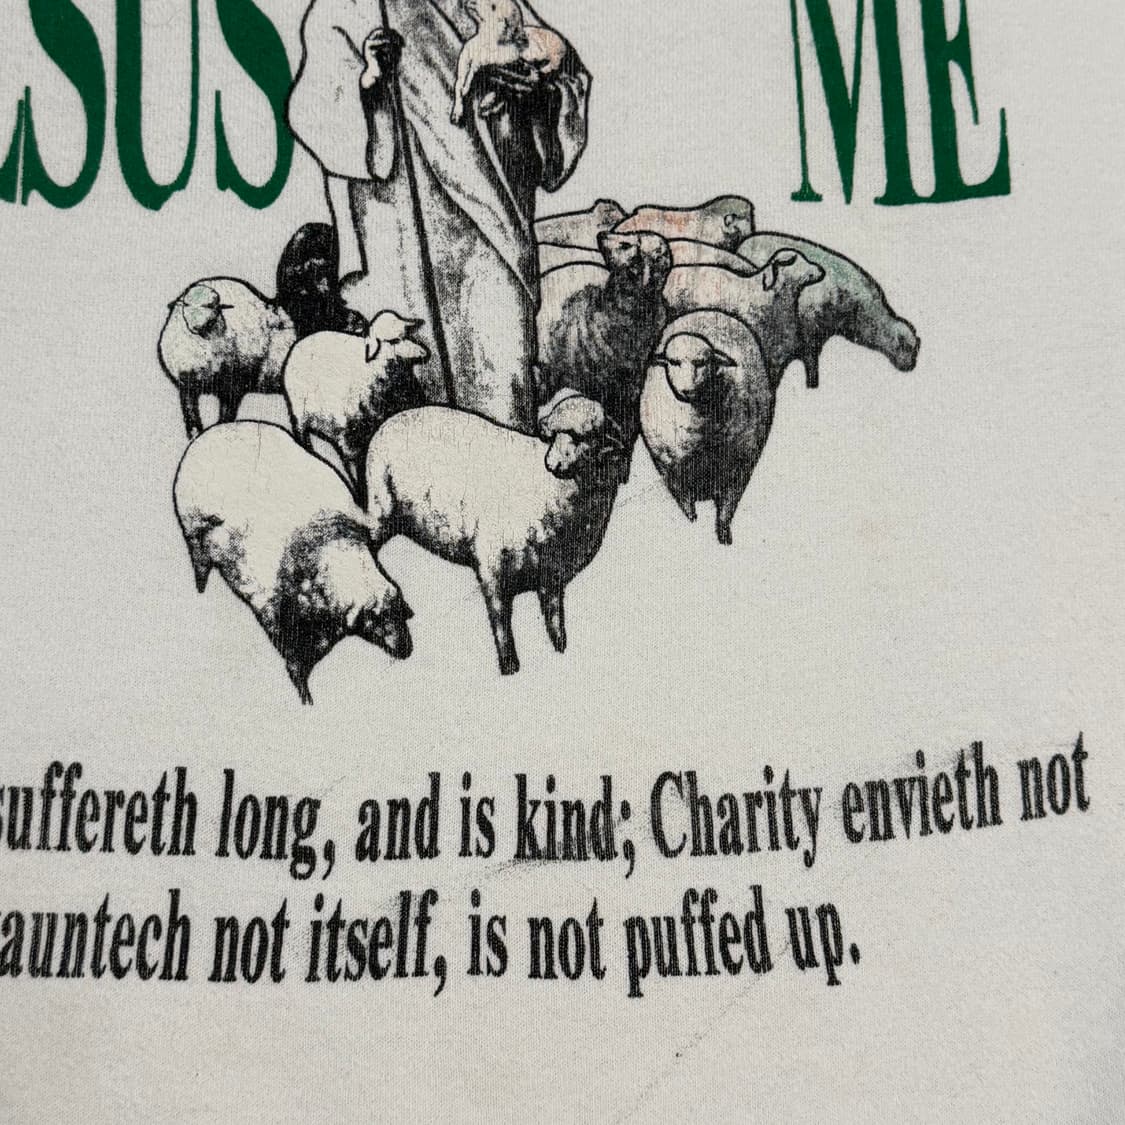 SUS ME
suffereth long, and is kind; Charity envieth not
auntech not itself, is not puffed up.